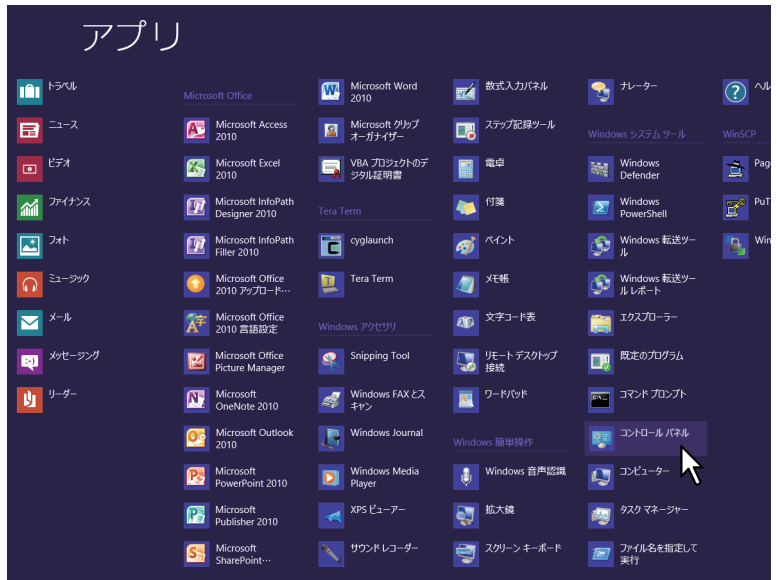 アプリ
トラベル
ニュース
ビデオ
ファイナンス
フォト
ミュージック
メール
メッセージング
リーダー
Microsoft Office
Microsoft Access
2010
Microsoft Excel
2010
Microsoft InfoPath
Designer 2010
Microsoft InfoPath
Filler 2010
Microsoft Office
2010 アップロード…
Microsoft Office
2010 言語設定
Microsoft Office
Picture Manager
Microsoft
OneNote 2010
Microsoft Outlook
2010
Microsoft
PowerPoint 2010
Microsoft
Publisher 2010
Microsoft
SharePoint…
Microsoft Word
2010
Microsoft クリップ
オーガナイザー
VBA プロジェクトのデ
ジタル証明書
Tera Term
cyglaunch
Tera Term
Windows アクセサリ
Snipping Tool
Windows FAX とス
キャン
Windows Journal
Windows Media
Player
XPS ビューアー
サウンド レコーダー
数式入力パネル
ステップ記録ツール
電卓
付箋
ペイント
メモ帳
文字コード表
リモート デスクトップ
接続
ワードパッド
Windows 簡単操作
Windows 音声認識
拡大鏡
スクリーン キーボード
ナレーター
Windows システム ツール
Windows
Defender
Windows
PowerShell
Windows 転送ツー
ル
Windows 転送ツー
ル レポート
エクスプローラー
既定のプログラム
コマンド プロンプト
コントロール パネル
コンピューター
タスク マネージャー
ファイル名を指定して
実行
ヘル
WinSCP
Page
PuT
Win